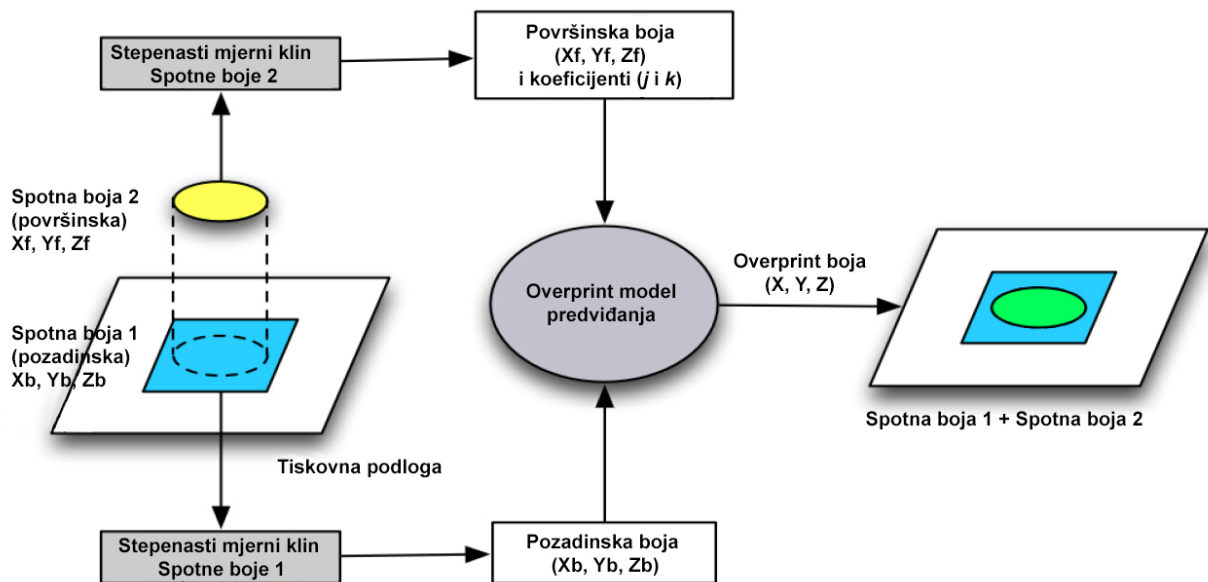 Stepenasti mjerni klin
Spotne boje 2
Površinska boja
(Xf, Yf, Zf)
i koeficijenti (j i k)
Spotna boja 2
(površinska)
Xf, Yf, Zf
Spotna boja 1
(pozadinska)
Xb, Yb, Zb
Overprint model
predviđanja
Overprint boja
(X, Y, Z)
Spotna boja 1 + Spotna boja 2
Tiskovna podloga
Stepenasti mjerni klin
Spotne boje 1
Pozadinska boja
(Xb, Yb, Zb)